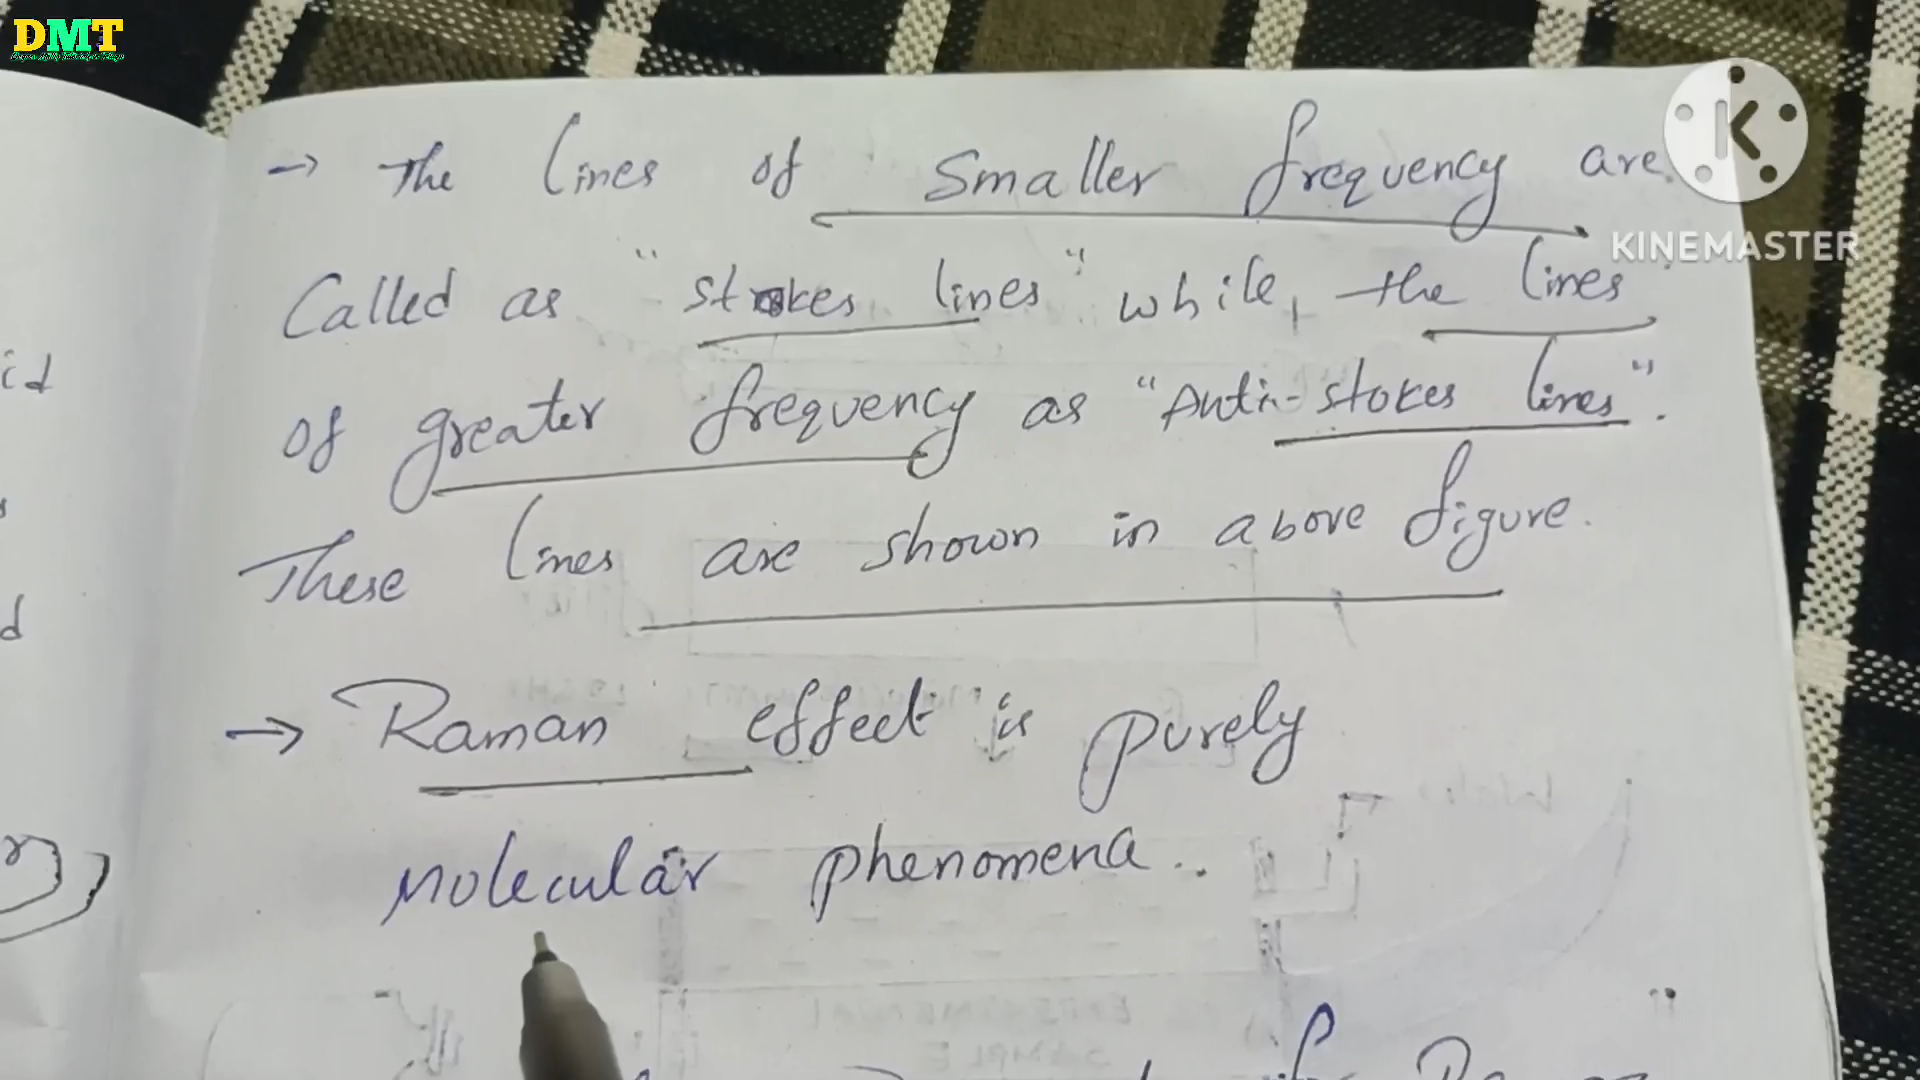 DMT
KINEMASTER
→ The lines of smaller frequency are
Called as "stokes lines" while, the lines
of greater frequency as "Anti-stokes lines".
These lines are shown in above figure.
→ Raman effect is purely
Molecular phenomena..